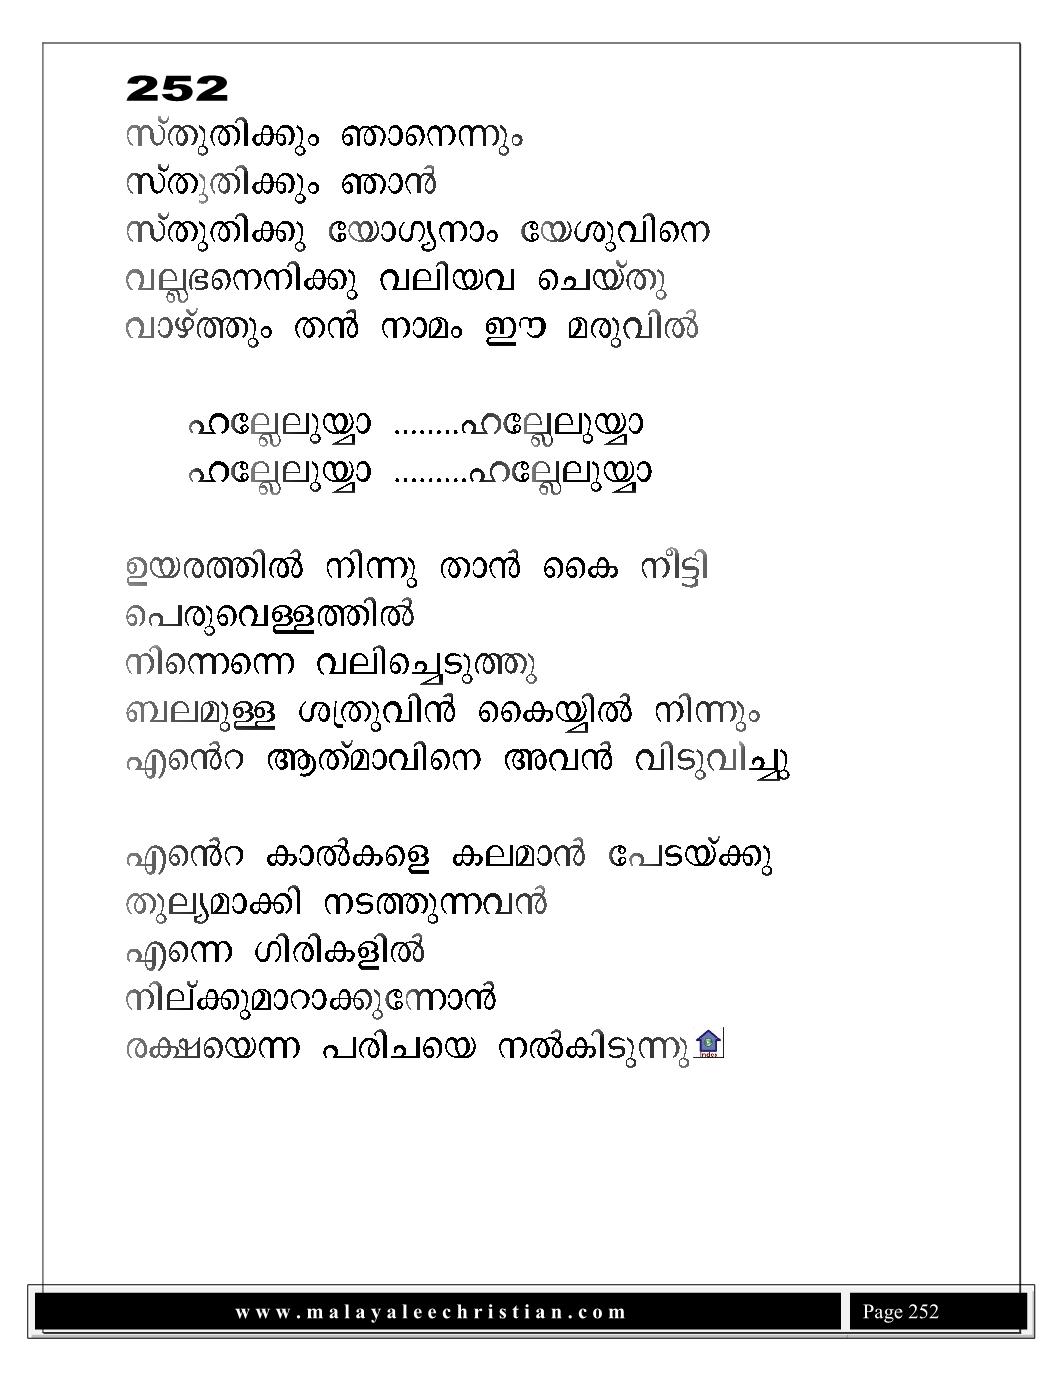 252
സ്തുതിക്കും ഞാനെന്നും
സ്തുതിക്കും ഞാൻ
സ്തുതിക്കു യോഗ്യനാം യേശുവിനെ
വല്ലഭനെനിക്കു വലിയവ ചെയ്തു
വാഴ്ത്തും തൻ നാമം ഈ മരുവിൽ
ഹല്ലേലുയ്യാ ........ഹല്ലേലുയ്യാ
ഹല്ലേലുയ്യാ .........ഹല്ലേലുയ്യാ
ഉയരത്തിൽ നിന്നു താൻ കൈ നീട്ടി
പെരുവെള്ളത്തിൽ
നിന്നെന്നെ വലിച്ചെടുത്തു
ബലമുള്ള ശത്രുവിൻ കൈയ്യിൽ നിന്നും
എൻെറ ആത്മാവിനെ അവൻ വിടുവിച്ചു
എൻെറ കാൽകളെ കലമാൻ പേടയ്ക്കു
തുല്യമാക്കി നടത്തുന്നവൻ
എന്നെ ഗിരികളിൽ
നില്ക്കുമാറാക്കുന്നോൻ
രക്ഷയെന്ന പരിചയെ നൽകിടുന്നു
Index
www.malayaleechristian.com Page 252